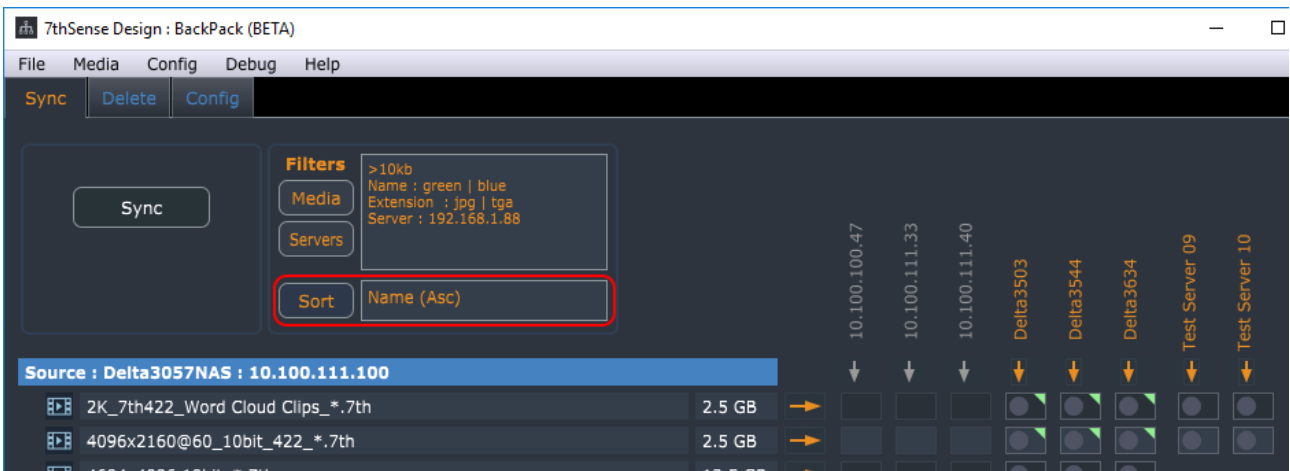 7thSense Design : BackPack (BETA)
File Media Config Debug Help
Sync Delete Config
Sync
Filters
Media
Servers
>10kb
Name : green | blue
Extension : jpg | tga
Server : 192.168.1.88
Sort
Name (Asc)
10.100.100.47
10.100.111.33
10.100.111.40
Delta3503
Delta3544
Delta3634
Test Server 09
Test Server 10
Source : Delta3057NAS : 10.100.111.100
2K_7th422_Word Cloud Clips_*.7th 2.5 GB
4096x2160@60_10bit_422_*.7th 2.5 GB